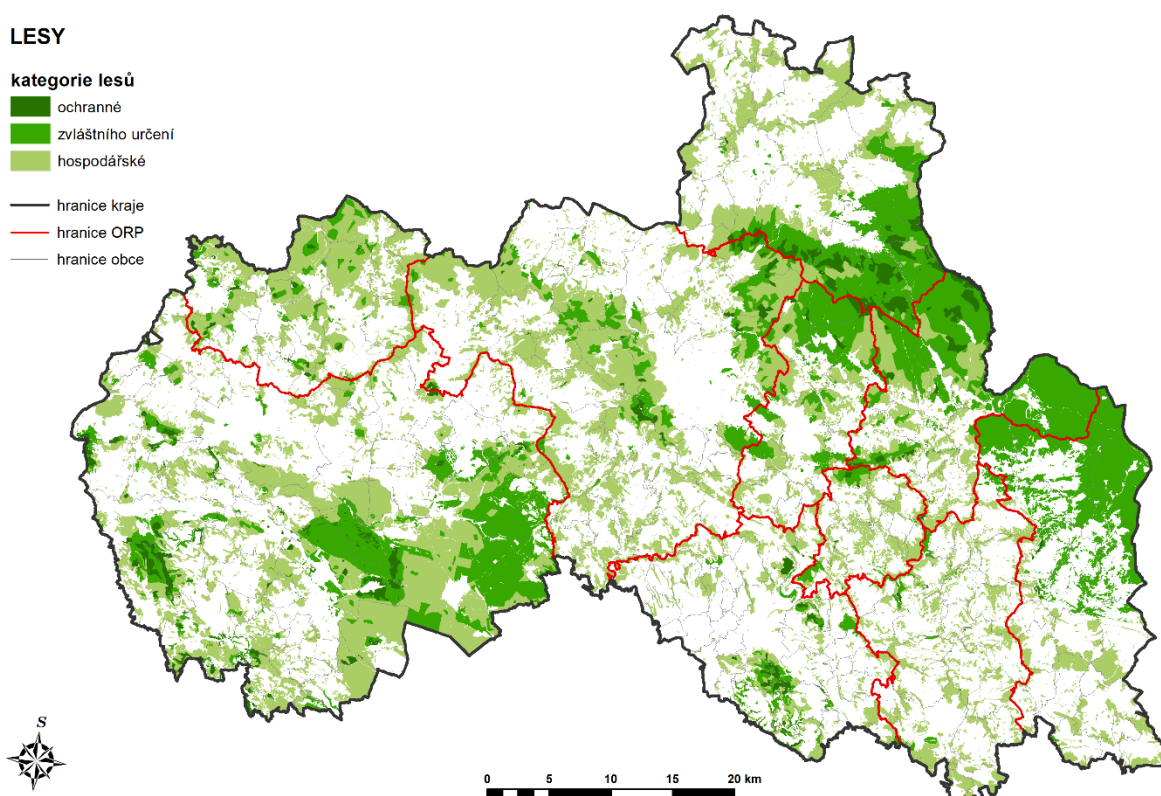 LESY
kategorie lesů
ochranné
zvláštního určení
hospodářské
hranice kraje
hranice ORP
hranice obce
S
0 5 10 15 20 km